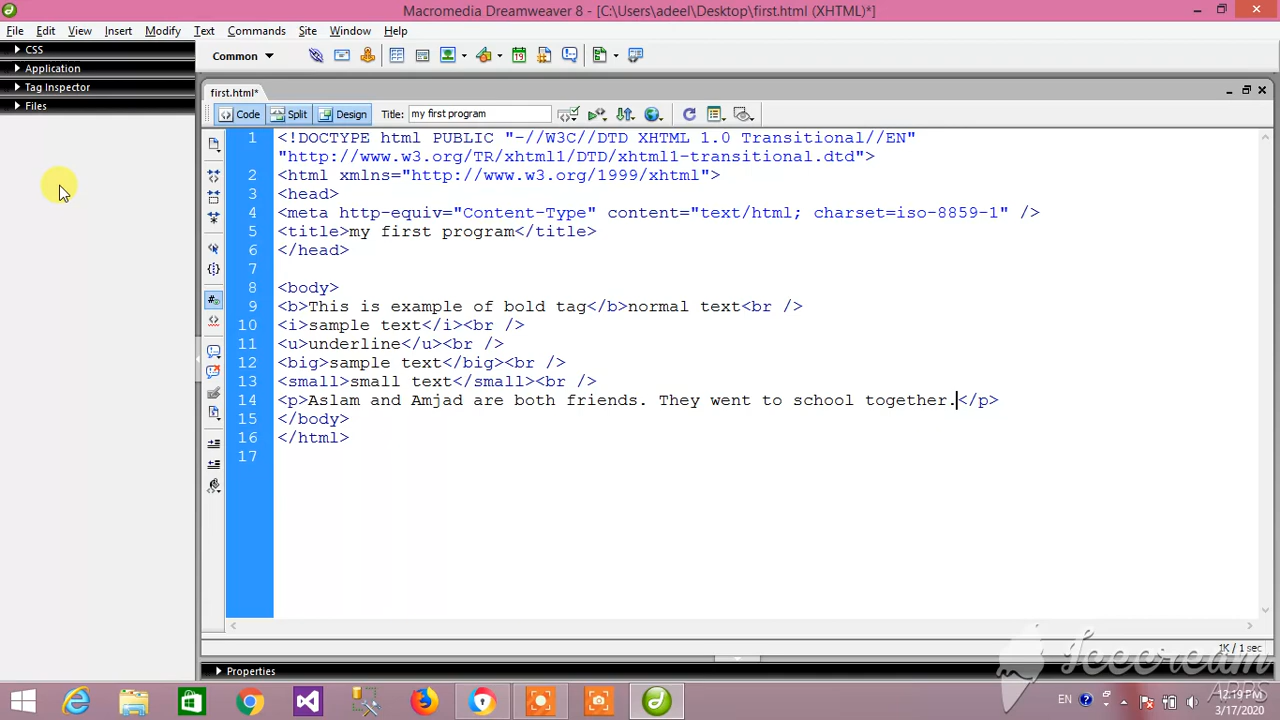 Macromedia Dreamweaver 8 - [C:\Users\adeel\Desktop\first.html (XHTML)*]
File Edit View Insert Modify Text Commands Site Window Help
CSS
Application
Tag Inspector
Files
Common
19
first.html*
Code Split Design Title: my first program
1 <!DOCTYPE html PUBLIC "-//W3C//DTD XHTML 1.0 Transitional//EN"
"http://www.w3.org/TR/xhtml1/DTD/xhtml1-transitional.dtd">
2 <html xmlns="http://www.w3.org/1999/xhtml">
3 <head>
4 <meta http-equiv="Content-Type" content="text/html; charset=iso-8859-1" />
5 <title>my first program</title>
6 </head>
7
8 <body>
9 <b>This is example of bold tag</b>normal text<br />
10 <i>sample text</i><br />
11 <u>underline</u><br />
12 <big>sample text</big><br />
13 <small>small text</small><br />
14 <p>Aslam and Amjad are both friends. They went to school together.</p>
15 </body>
16 </html>
17
1K / 1 sec
Properties
Icecream
APPS
EN
12:19 PM
3/17/2020